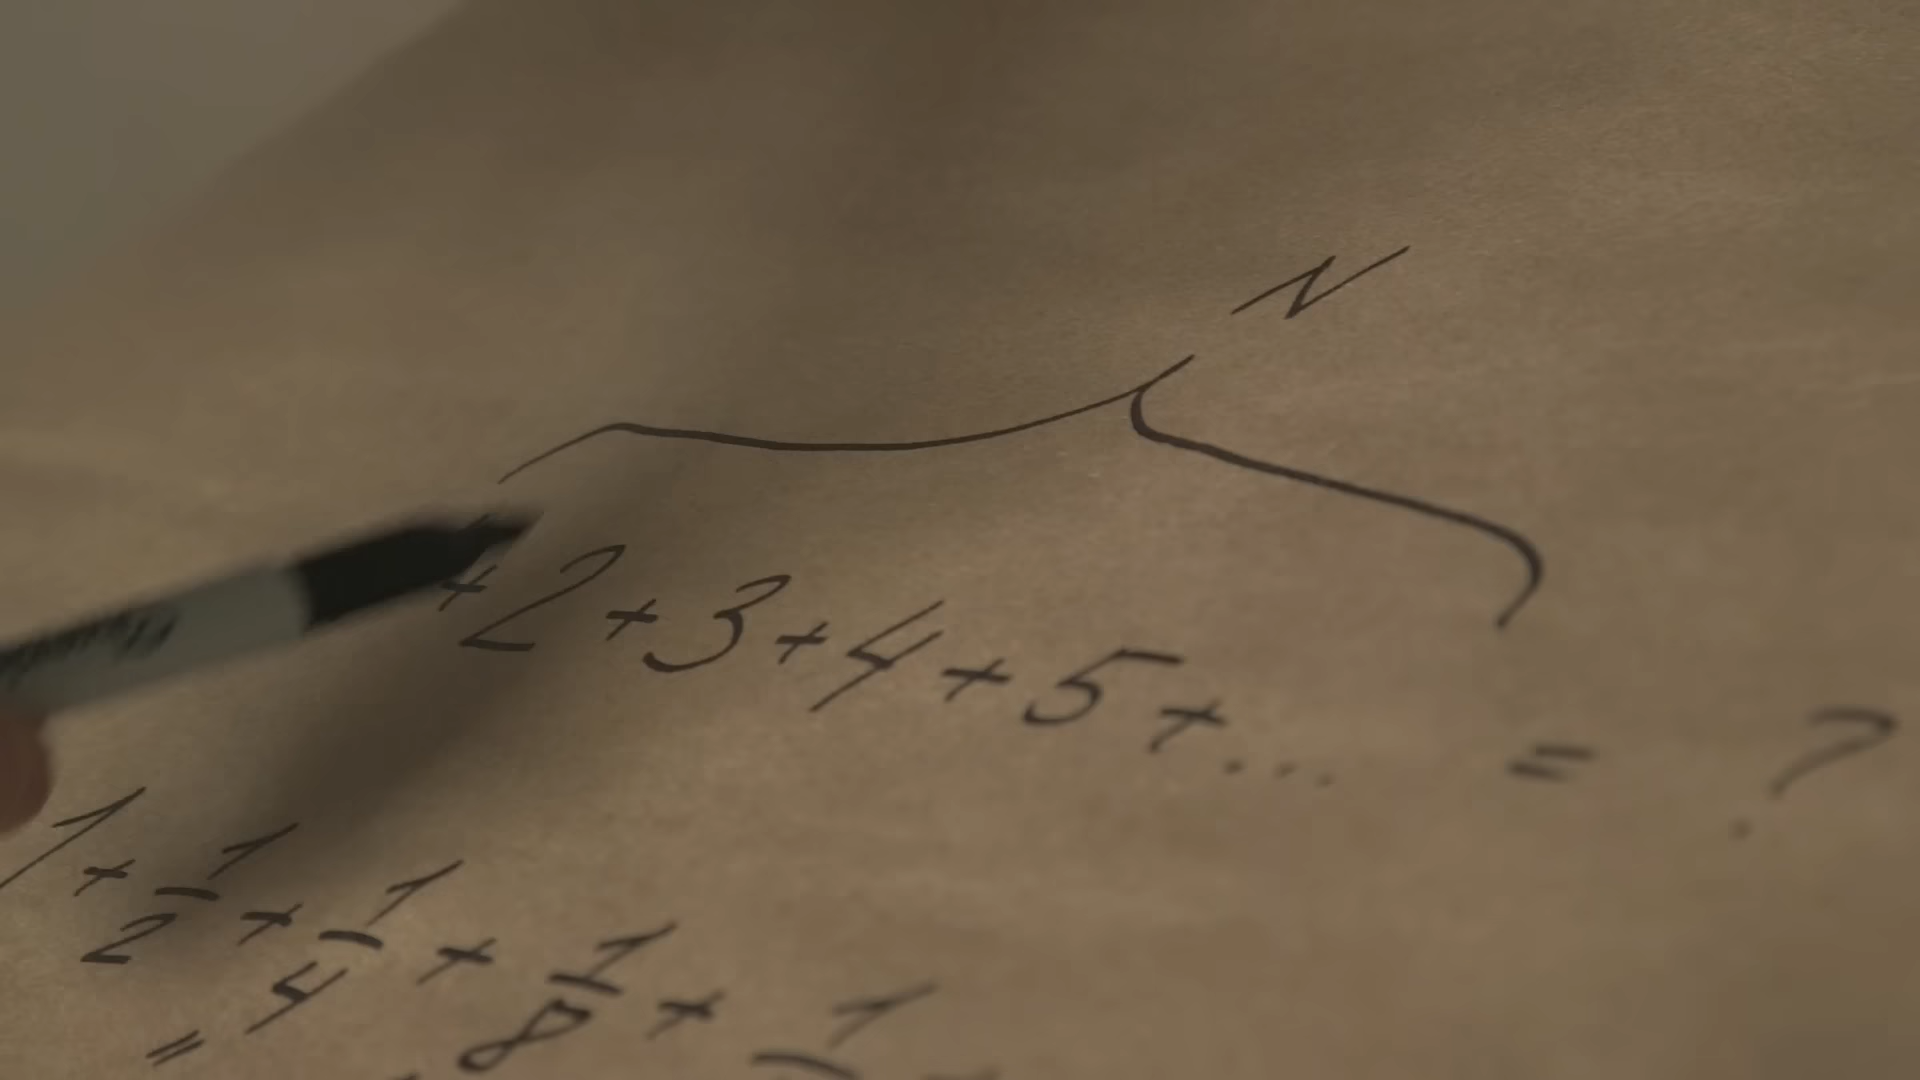 N
+ 2 + 3 + 4 + 5 + ... = ?
1 + 1/2 + 1/4 + 1/8 + 1
=